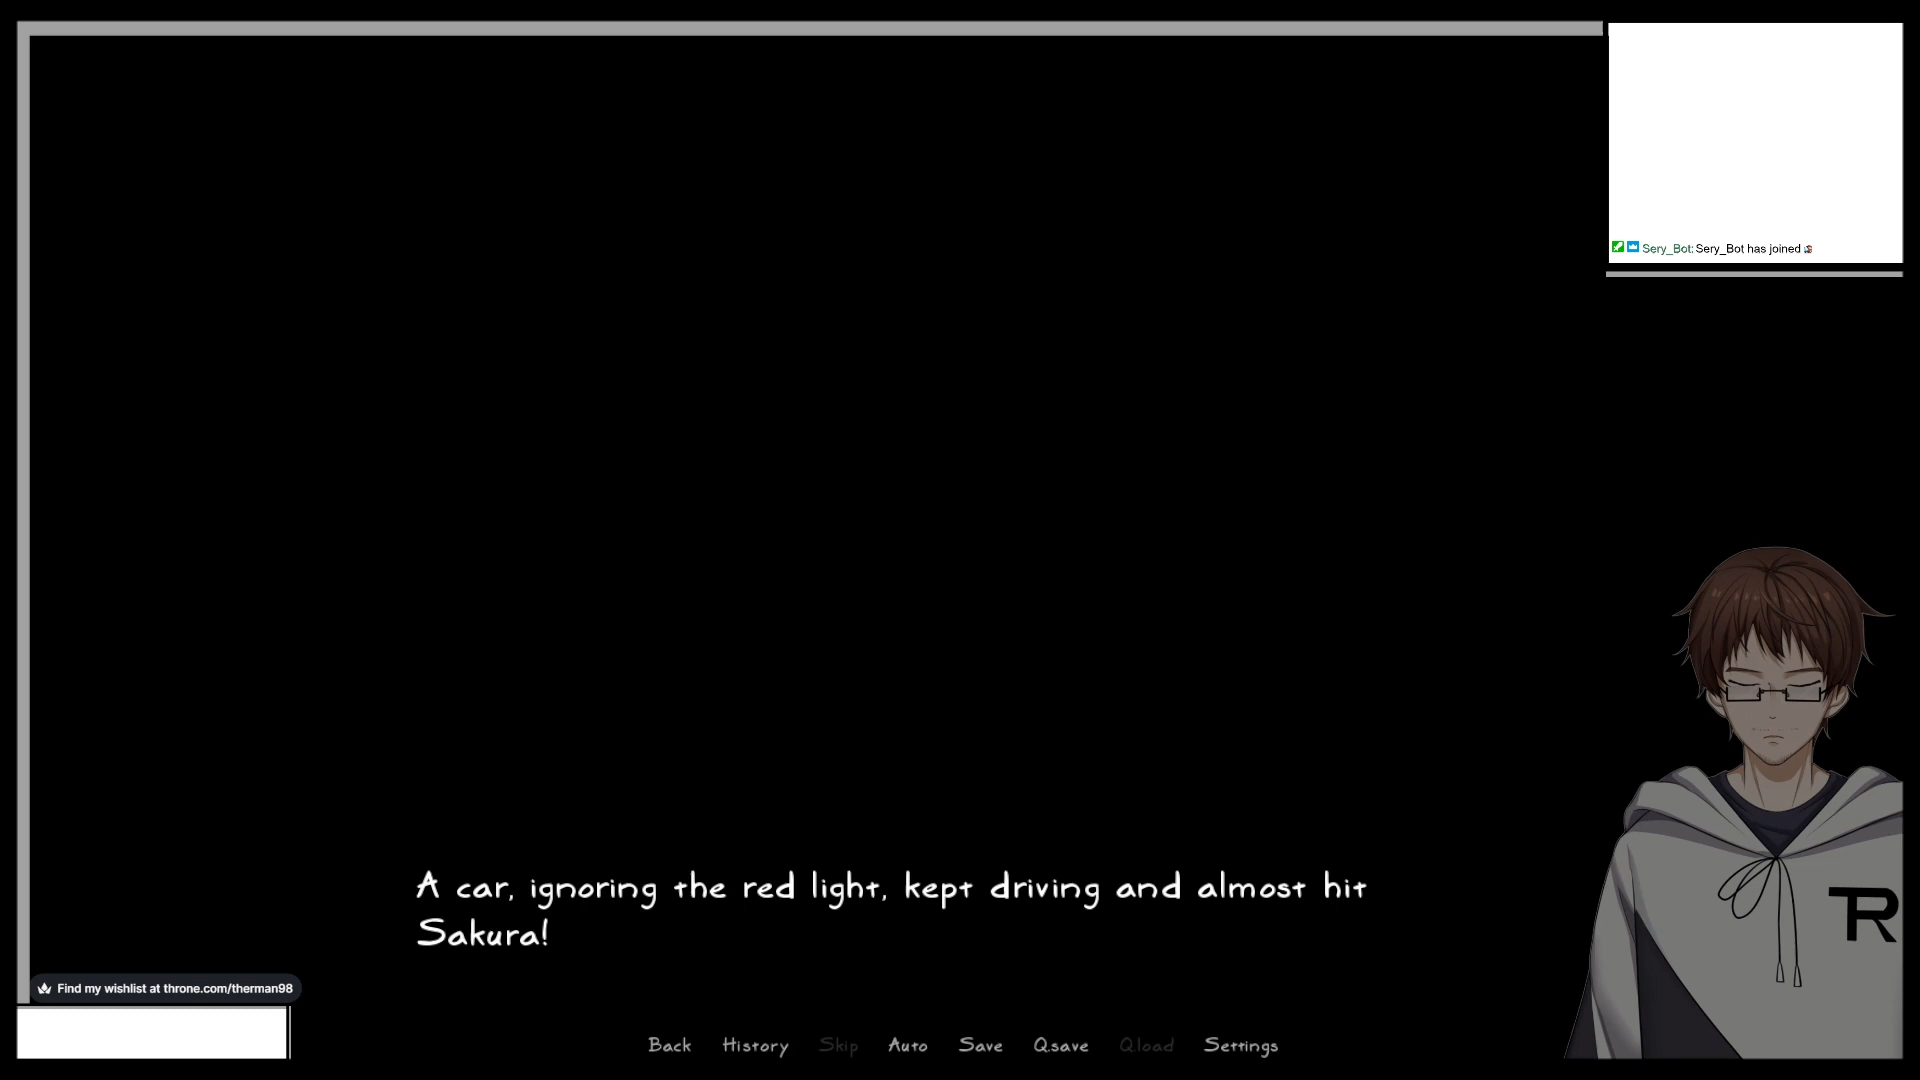 Sery_Bot: Sery_Bot has joined
A car, ignoring the red light, kept driving and almost hit
Sakura!
TR
Find my wishlist at throne.com/therman98
Back History Skip Auto Save Q.save Q.load Settings